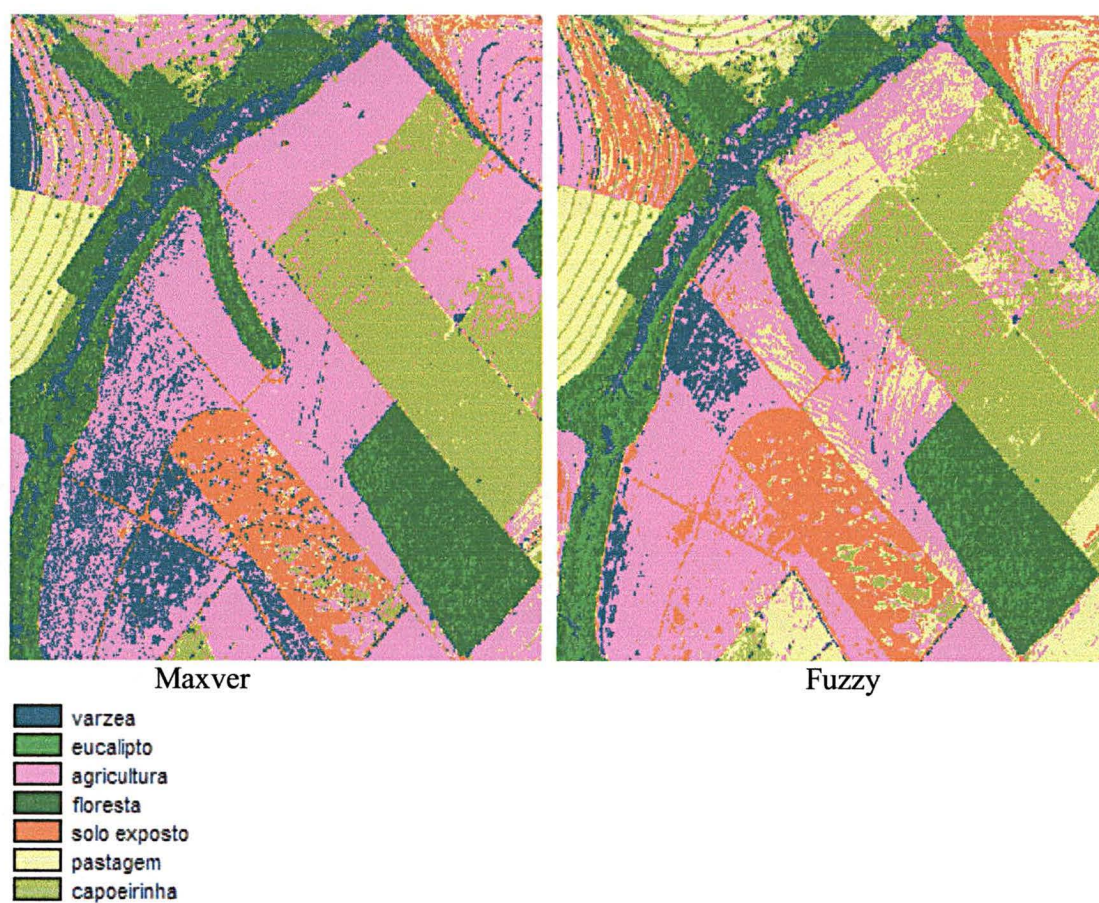 Maxver
Fuzzy
varzea
eucalipto
agricultura
floresta
solo exposto
pastagem
capoeirinha